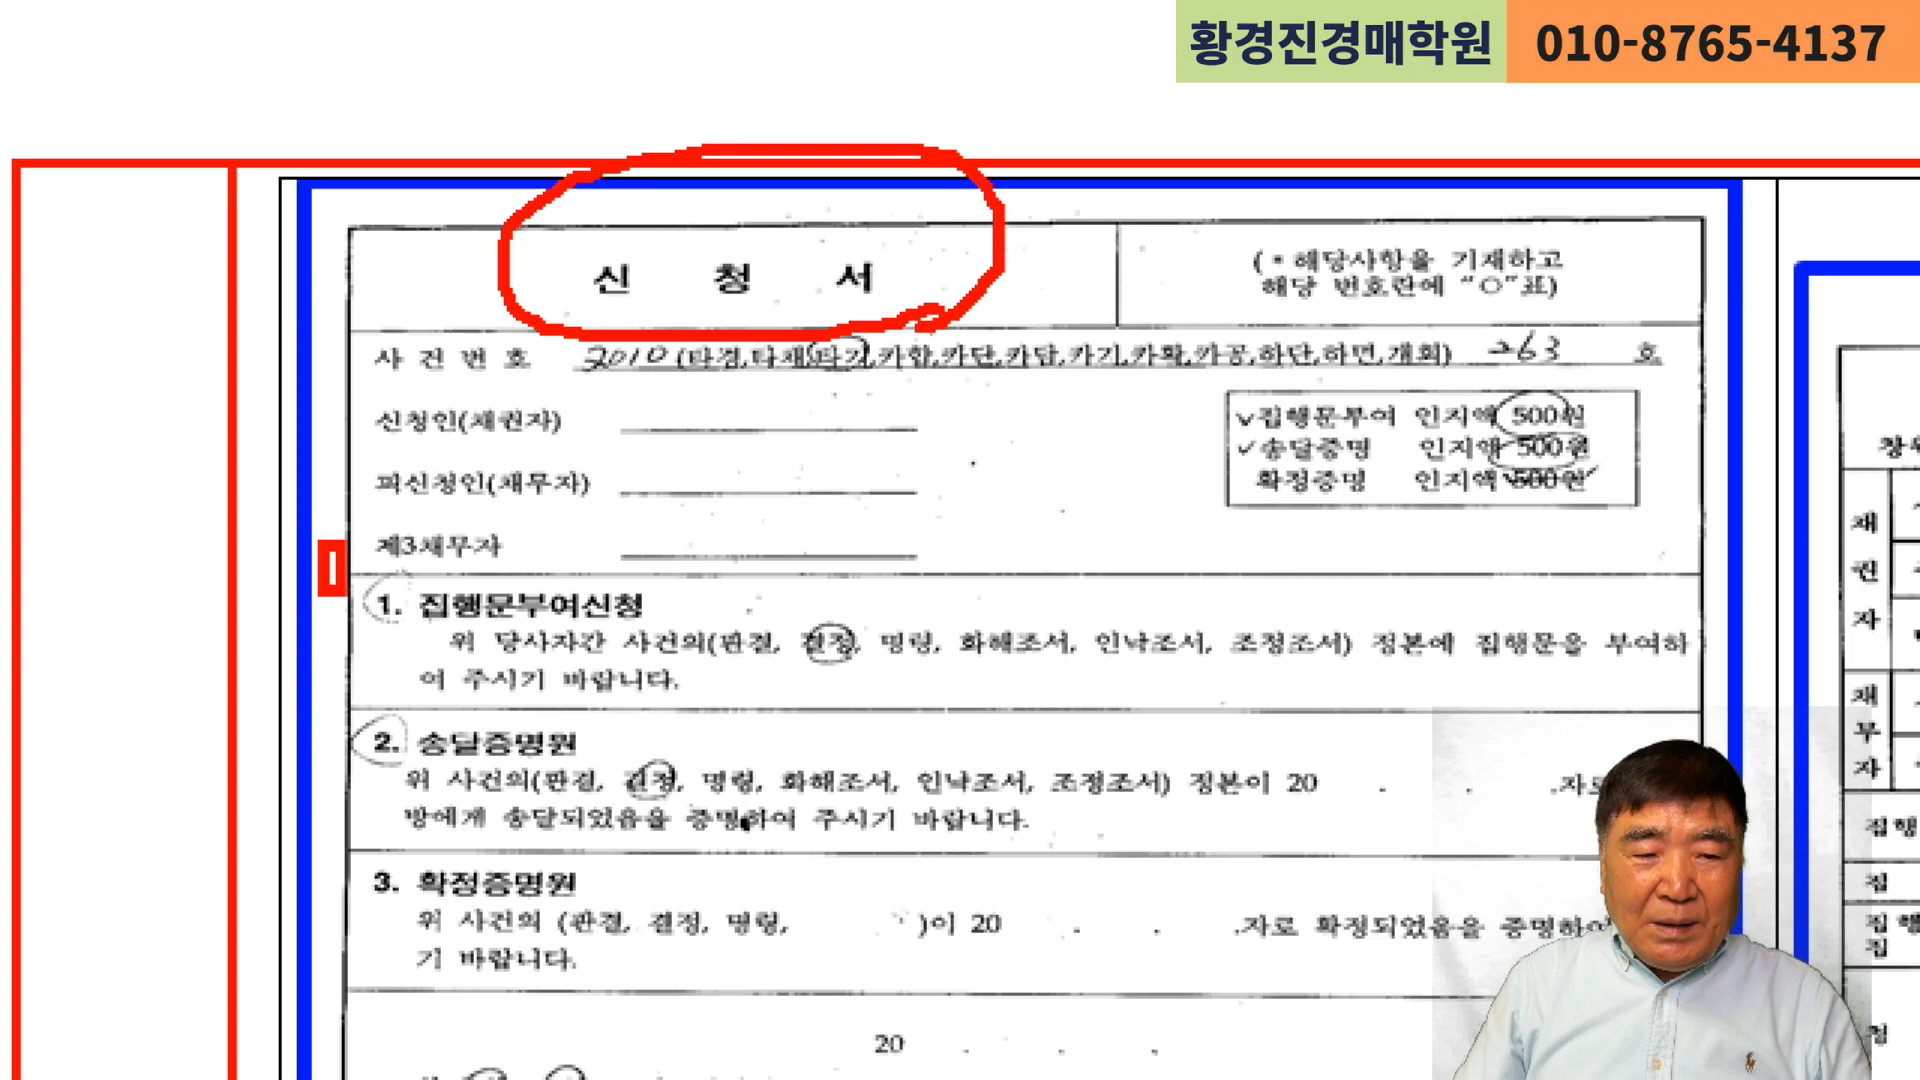 황경진경매학원 010-8765-4137
신 청 서
(* 해당사항을 기재하고
해당 번호란에 "○"표)
사 건 번 호 2010 (타경,타채,타기,카합,카단,카담,카기,카확,카공,하단,하면,개회) 263 호
신청인(채권자)
✓집행문부여 인지액 500원
✓송달증명 인지액 500원
피신청인(채무자)
확정증명 인지액 500원
제3채무자
1. 집행문부여신청
위 당사자간 사건의(판결, 결정, 명령, 화해조서, 인낙조서, 조정조서) 정본에 집행문을 부여하
여 주시기 바랍니다.
2. 송달증명원
위 사건의(판결, 결정, 명령, 화해조서, 인낙조서, 조정조서) 정본이 20 . . .자로
방에게 송달되었음을 증명하여 주시기 바랍니다.
3. 확정증명원
위 사건의 (판결, 결정, 명령, )이 20 . . .자로 확정되었음을 증명하여
기 바랍니다.
20 . . .
채
권
자
채
무
자
집행
집
집행
집